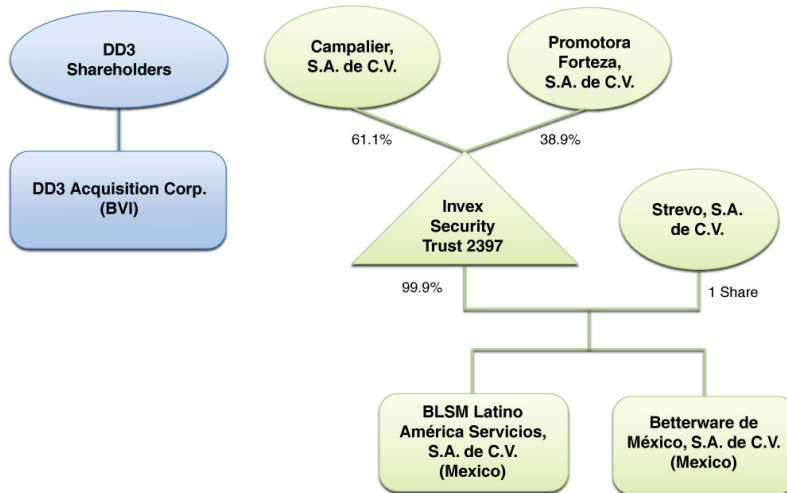 DD3
Shareholders
DD3 Acquisition Corp.
(BVI)
Campalier,
S.A. de C.V.
Promotora
Forteza,
S.A. de C.V.
61.1%
38.9%
Invex
Security
Trust 2397
Strevo, S.A.
de C.V.
99.9%
1 Share
BLSM Latino
América Servicios,
S.A. de C.V.
(Mexico)
Betterware de
México, S.A. de C.V.
(Mexico)